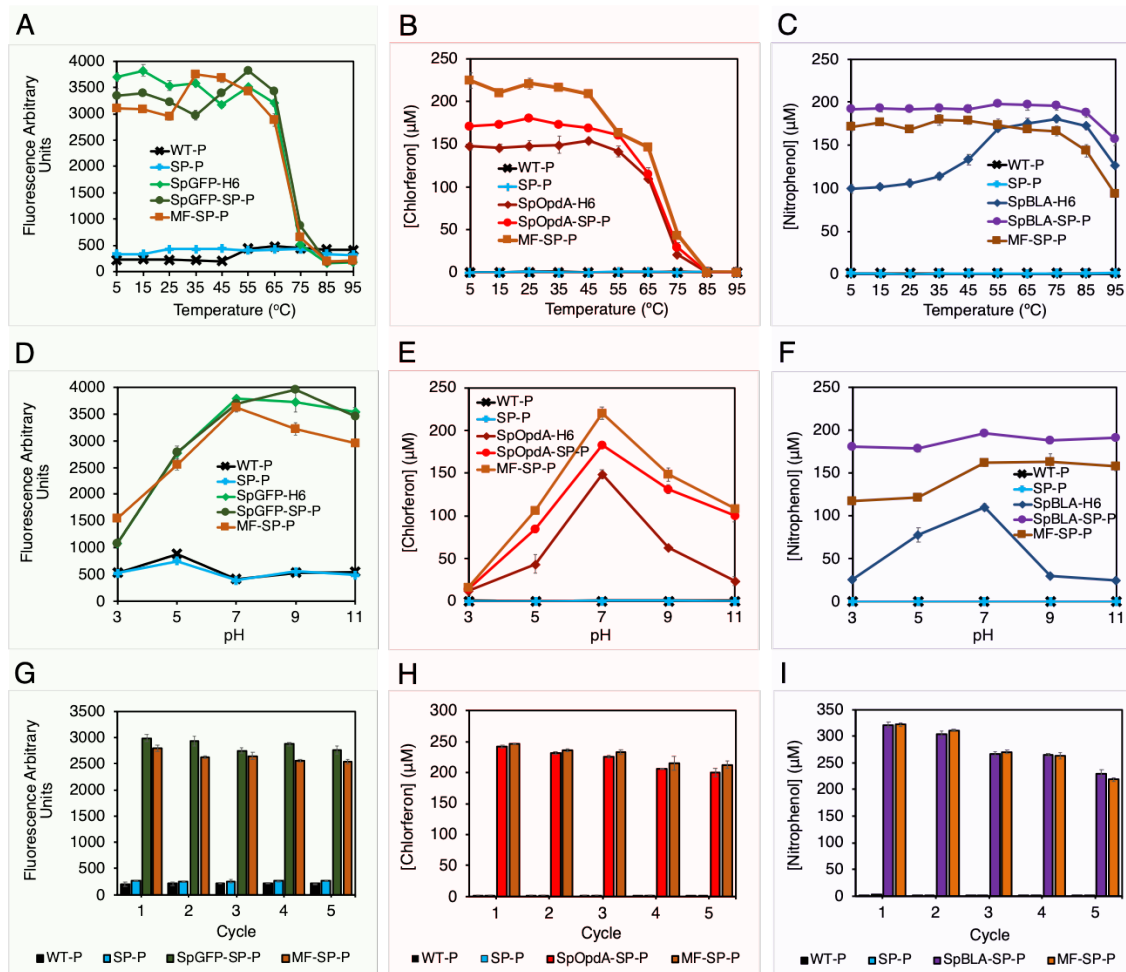 A
Fluorescence Arbitrary
Units
4000
3500
3000
2500
2000
1500
1000
500
0
WT-P
SP-P
SpGFP-H6
SpGFP-SP-P
MF-SP-P
5 15 25 35 45 55 65 75 85 95
Temperature (ºC)
B
[Chlorferon] (µM)
250
200
150
100
50
0
WT-P
SP-P
SpOpdA-H6
SpOpdA-SP-P
MF-SP-P
5 15 25 35 45 55 65 75 85 95
Temperature (ºC)
C
[Nitrophenol] (µM)
250
200
150
100
50
0
WT-P
SP-P
SpBLA-H6
SpBLA-SP-P
MF-SP-P
5 15 25 35 45 55 65 75 85 95
Temperature (ºC)
D
Fluorescence Arbitrary
Units
4000
3500
3000
2500
2000
1500
1000
500
0
WT-P
SP-P
SpGFP-H6
SpGFP-SP-P
MF-SP-P
3 5 7 9 11
pH
E
[Chlorferon] (µM)
250
200
150
100
50
0
WT-P
SP-P
SpOpdA-H6
SpOpdA-SP-P
MF-SP-P
3 5 7 9 11
pH
F
[Nitrophenol] (µM)
250
200
150
100
50
0
WT-P
SP-P
SpBLA-H6
SpBLA-SP-P
MF-SP-P
3 5 7 9 11
pH
G
Fluorescence Arbitrary
Units
3500
3000
2500
2000
1500
1000
500
0
1 2 3 4 5
Cycle
WT-P SP-P SpGFP-SP-P MF-SP-P
H
[Chlorferon] (µM)
300
250
200
150
100
50
0
1 2 3 4 5
Cycle
WT-P SP-P SpOpdA-SP-P MF-SP-P
I
[Nitrophenol] (µM)
350
300
250
200
150
100
50
0
1 2 3 4 5
Cycle
WT-P SP-P SpBLA-SP-P MF-SP-P